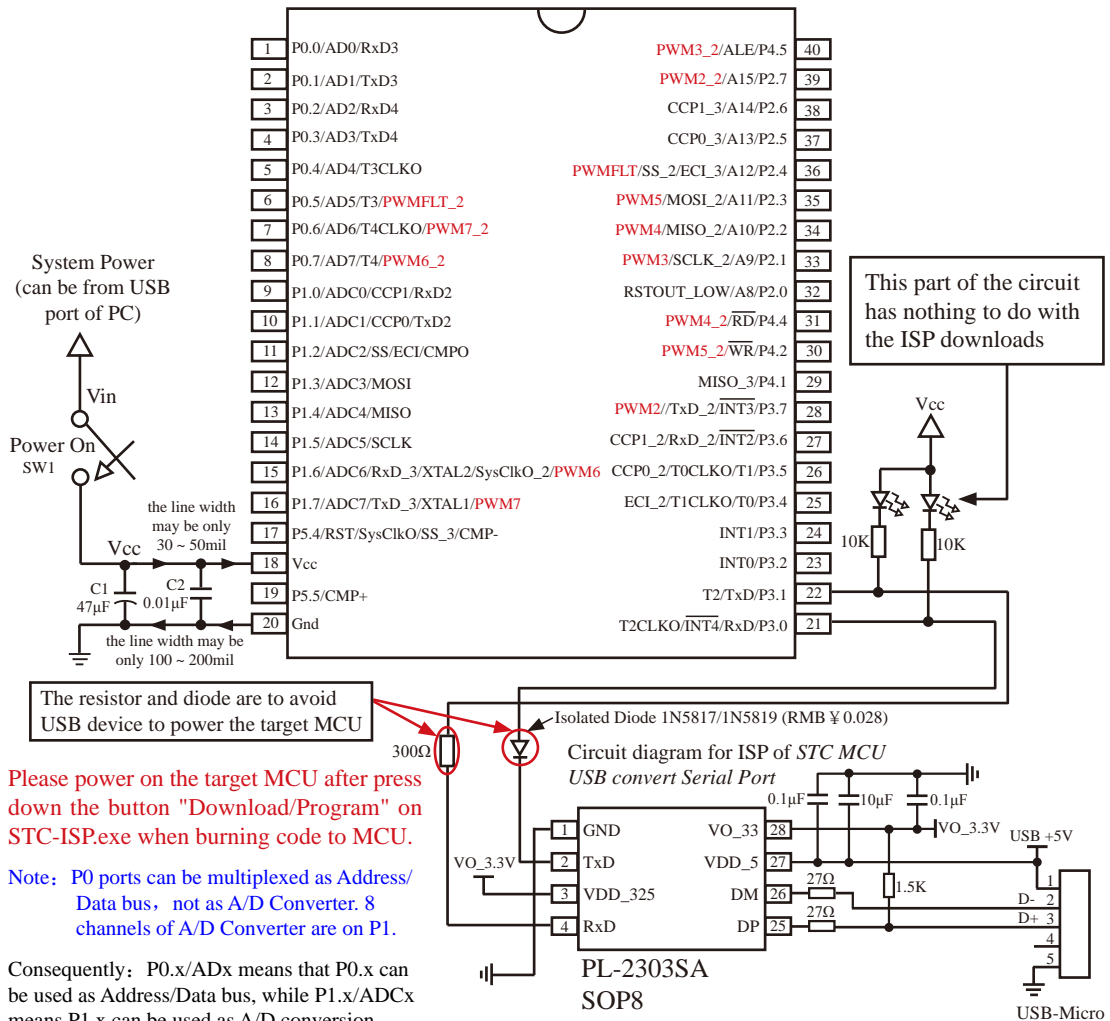 1 P0.0/AD0/RxD3
2 P0.1/AD1/TxD3
3 P0.2/AD2/RxD4
4 P0.3/AD3/TxD4
5 P0.4/AD4/T3CLKO
6 P0.5/AD5/T3/PWMFLT_2
7 P0.6/AD6/T4CLKO/PWM7_2
8 P0.7/AD7/T4/PWM6_2
9 P1.0/ADC0/CCP1/RxD2
10 P1.1/ADC1/CCP0/TxD2
11 P1.2/ADC2/SS/ECI/CMPO
12 P1.3/ADC3/MOSI
13 P1.4/ADC4/MISO
14 P1.5/ADC5/SCLK
15 P1.6/ADC6/RxD_3/XTAL2/SysClkO_2/PWM6
16 P1.7/ADC7/TxD_3/XTAL1/PWM7
17 P5.4/RST/SysClkO/SS_3/CMP-
18 Vcc
19 P5.5/CMP+
20 Gnd
PWM3_2/ALE/P4.5 40
PWM2_2/A15/P2.7 39
CCP1_3/A14/P2.6 38
CCP0_3/A13/P2.5 37
PWMFLT/SS_2/ECI_3/A12/P2.4 36
PWM5/MOSI_2/A11/P2.3 35
PWM4/MISO_2/A10/P2.2 34
PWM3/SCLK_2/A9/P2.1 33
RSTOUT_LOW/A8/P2.0 32
PWM4_2/RD/P4.4 31
PWM5_2/WR/P4.2 30
MISO_3/P4.1 29
PWM2//TxD_2/INT3/P3.7 28
CCP1_2/RxD_2/INT2/P3.6 27
CCP0_2/T0CLKO/T1/P3.5 26
ECI_2/T1CLKO/T0/P3.4 25
INT1/P3.3 24
INT0/P3.2 23
T2/TxD/P3.1 22
T2CLKO/INT4/RxD/P3.0 21
System Power
(can be from USB
port of PC)
Vin
Power On
SW1
the line width
may be only
30 ~ 50mil
Vcc
C1
47μF
C2
0.01μF
the line width may be
only 100 ~ 200mil
This part of the circuit
has nothing to do with
the ISP downloads
Vcc
10K
10K
The resistor and diode are to avoid
USB device to power the target MCU
300Ω
Isolated Diode 1N5817/1N5819 (RMB ¥ 0.028)
Circuit diagram for ISP of STC MCU
USB convert Serial Port
Please power on the target MCU after press
down the button "Download/Program" on
STC-ISP.exe when burning code to MCU.
Note: P0 ports can be multiplexed as Address/
Data bus, not as A/D Converter. 8
channels of A/D Converter are on P1.
Consequently: P0.x/ADx means that P0.x can
be used as Address/Data bus, while P1.x/ADCx
means P1.x can be used as A/D conversion
0.1μF
10μF
0.1μF
VO_3.3V
USB +5V
VO_3.3V
1 GND
2 TxD
3 VDD_325
4 RxD
VO_33 28
VDD_5 27
DM 26
DP 25
27Ω
27Ω
1.5K
1
D- 2
D+ 3
4
5
PL-2303SA
SOP8
USB-Micro